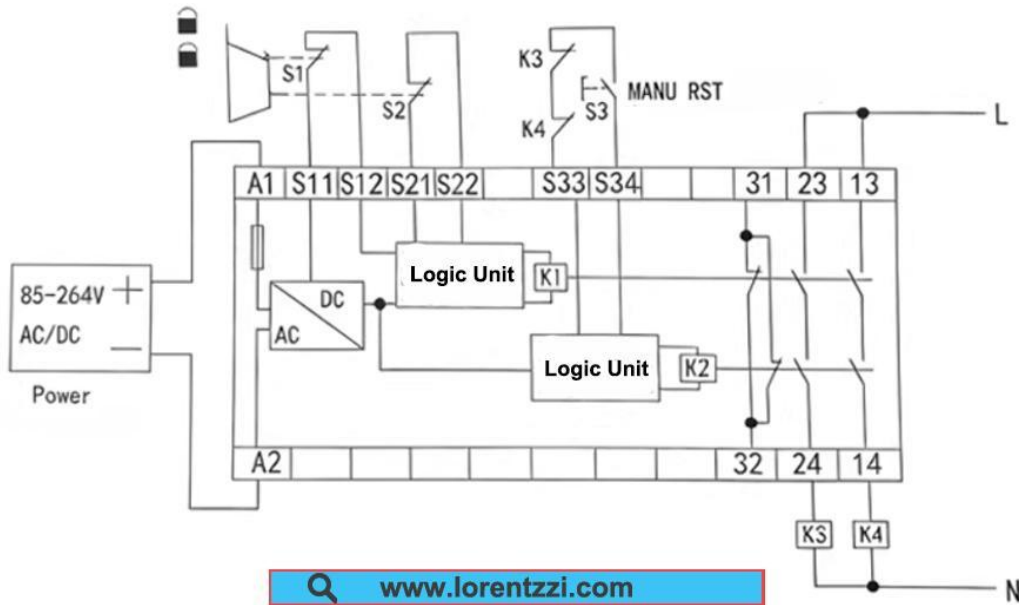 K3
S1
S2
MANU RST
S3
K4
L
A1 S11 S12 S21 S22 S33 S34 31 23 13
Logic Unit
K1
85-264V +
AC/DC
—
DC
AC
Logic Unit
K2
Power
A2 32 24 14
KS K4
N
www.lorentzzi.com